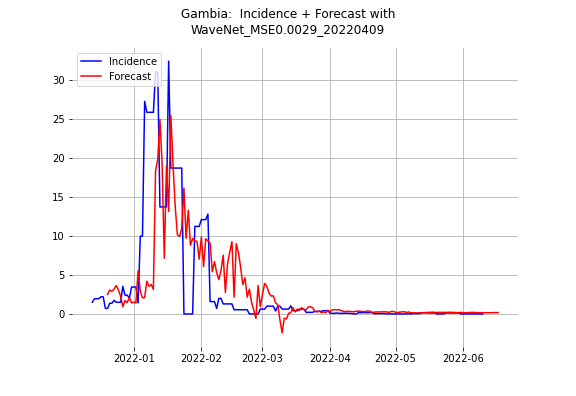 Gambia:  Incidence + Forecast with
WaveNet_MSE0.0029_20220409
Incidence
Forecast
30
25
20
15
10
5
0
2022-01 2022-02 2022-03 2022-04 2022-05 2022-06